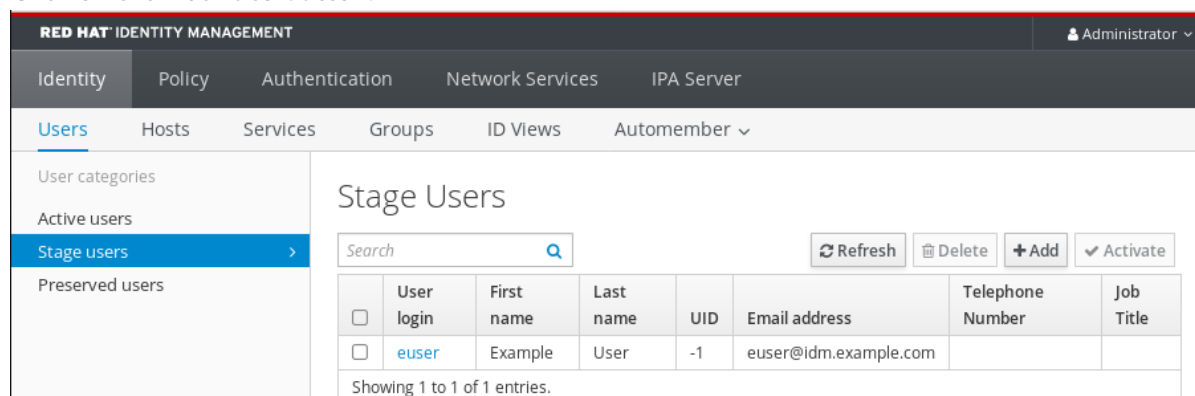 RED HAT® IDENTITY MANAGEMENT Administrator
Identity Policy Authentication Network Services IPA Server
Users Hosts Services Groups ID Views Automember
User categories
Active users
Stage users
Preserved users
Stage Users
Search Refresh Delete Add Activate
User login First name Last name UID Email address Telephone Number Job Title
euser Example User -1 euser@idm.example.com
Showing 1 to 1 of 1 entries.